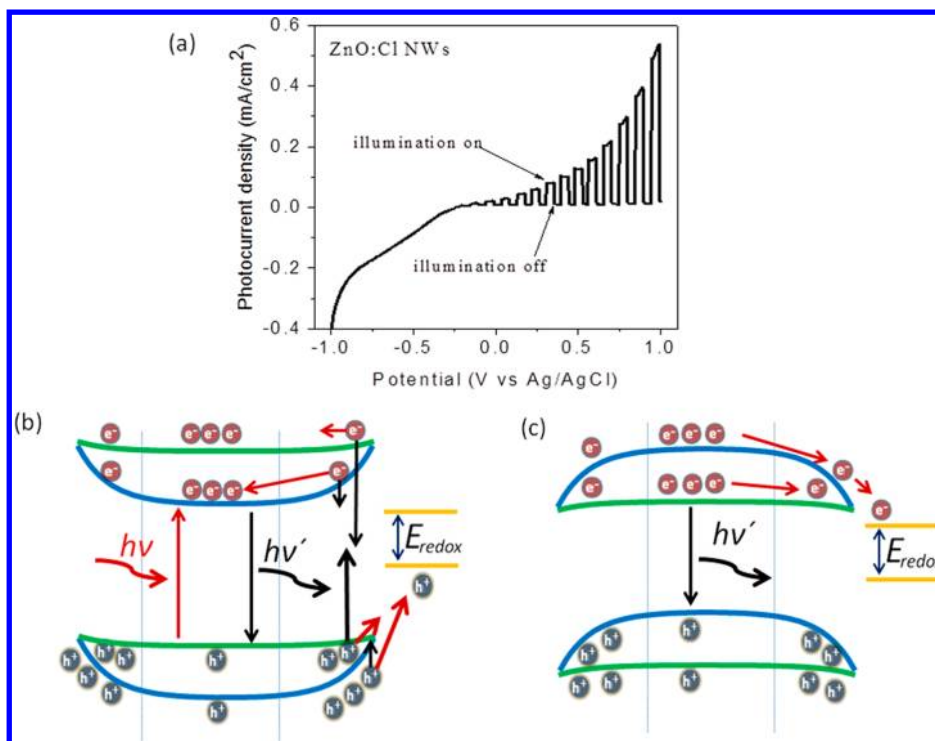 (a)
ZnO:Cl NWs
Photocurrent density (mA/cm²)
0.6
0.4
0.2
0.0
-0.2
-0.4
illumination on
illumination off
-1.0 -0.5 0.0 0.5 1.0
Potential (V vs Ag/AgCl)
(b)
e⁻ e⁻ e⁻ e⁻ e⁻
e⁻ e⁻ e⁻ e⁻ e⁻
hν
hν´
E redox
h⁺
h⁺ h⁺ h⁺ h⁺ h⁺ h⁺
h⁺ h⁺ h⁺ h⁺
h⁺ h⁺ h⁺
(c)
e⁻ e⁻ e⁻ e⁻ e⁻
e⁻ e⁻ e⁻ e⁻ e⁻ e⁻
hν´
E redox
h⁺
h⁺ h⁺ h⁺ h⁺
h⁺ h⁺ h⁺ h⁺ h⁺